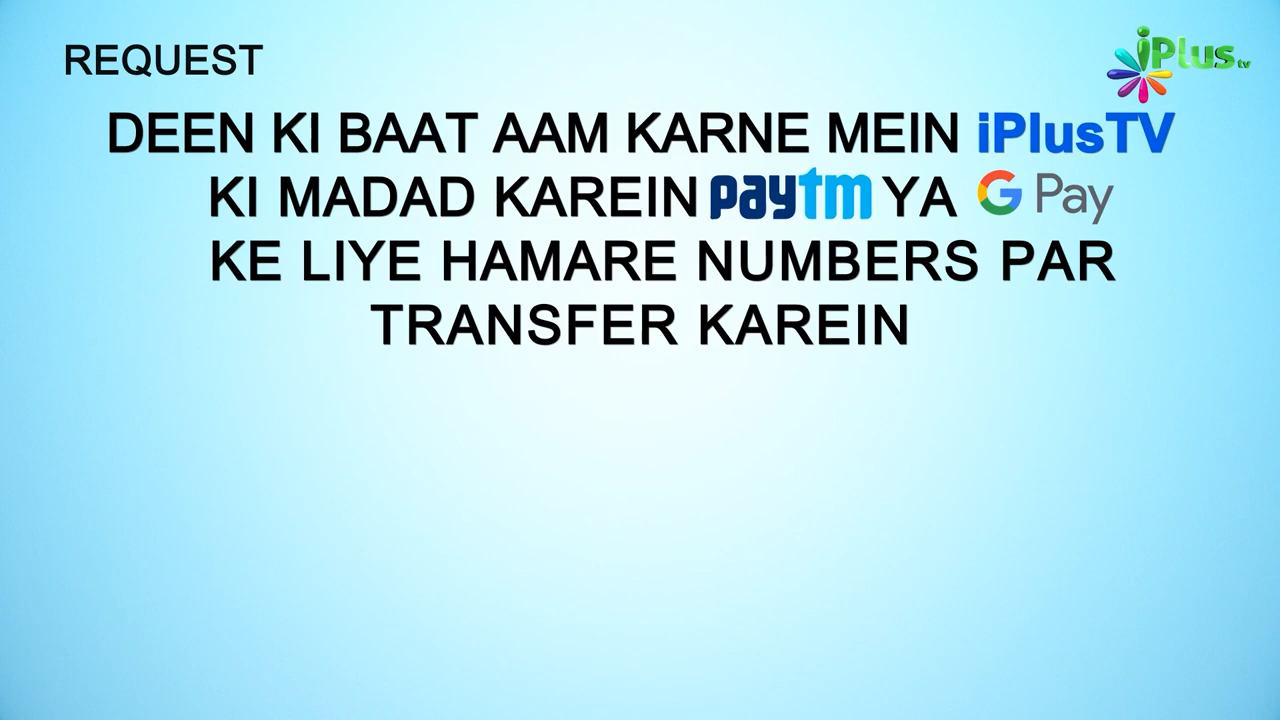 REQUEST
iPlus tv
DEEN KI BAAT AAM KARNE MEIN iPlusTV
KI MADAD KAREIN paytm YA G Pay
KE LIYE HAMARE NUMBERS PAR
TRANSFER KAREIN